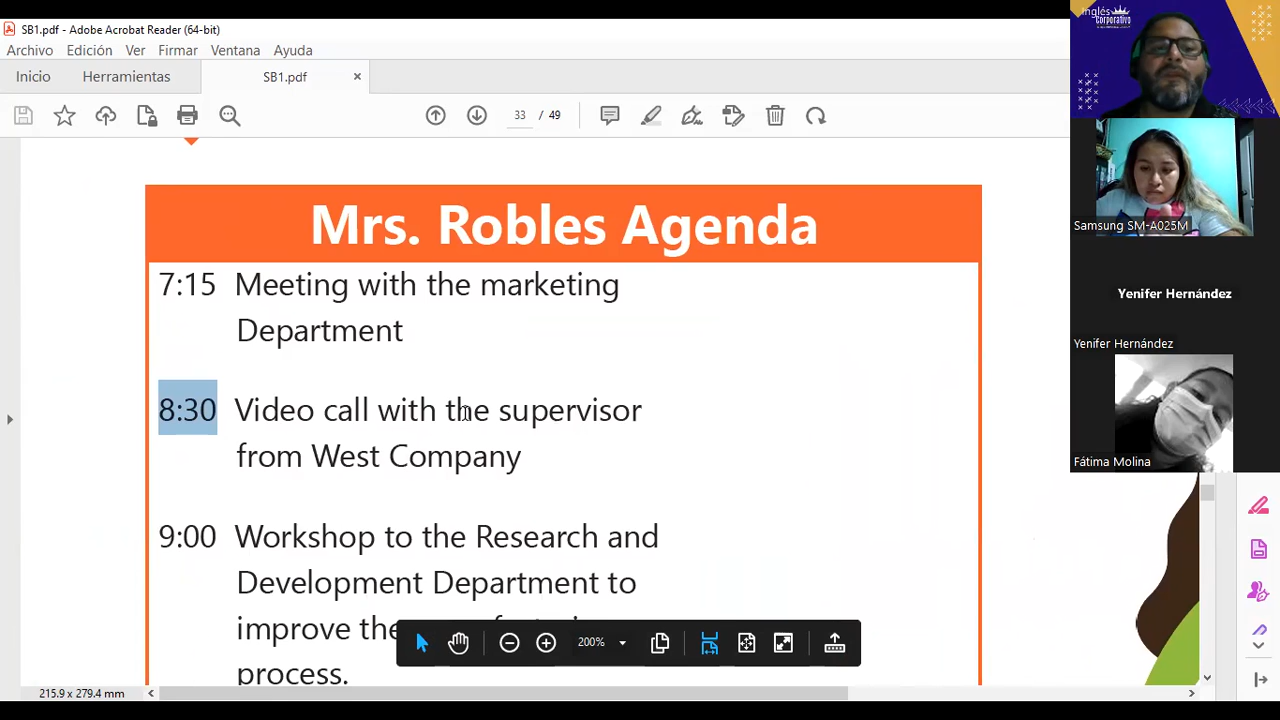 SB1.pdf - Adobe Acrobat Reader (64-bit)
Archivo Edición Ver Firmar Ventana Ayuda
Inicio Herramientas SB1.pdf ×
33 / 49
Mrs. Robles Agenda
7:15 Meeting with the marketing
Department
8:30 Video call with the supervisor
from West Company
9:00 Workshop to the Research and
Development Department to
improve the
process.
200%
215.9 x 279.4 mm
Inglés
Corporativo
Samsung SM-A025M
Yenifer Hernández
Yenifer Hernández
Fátima Molina